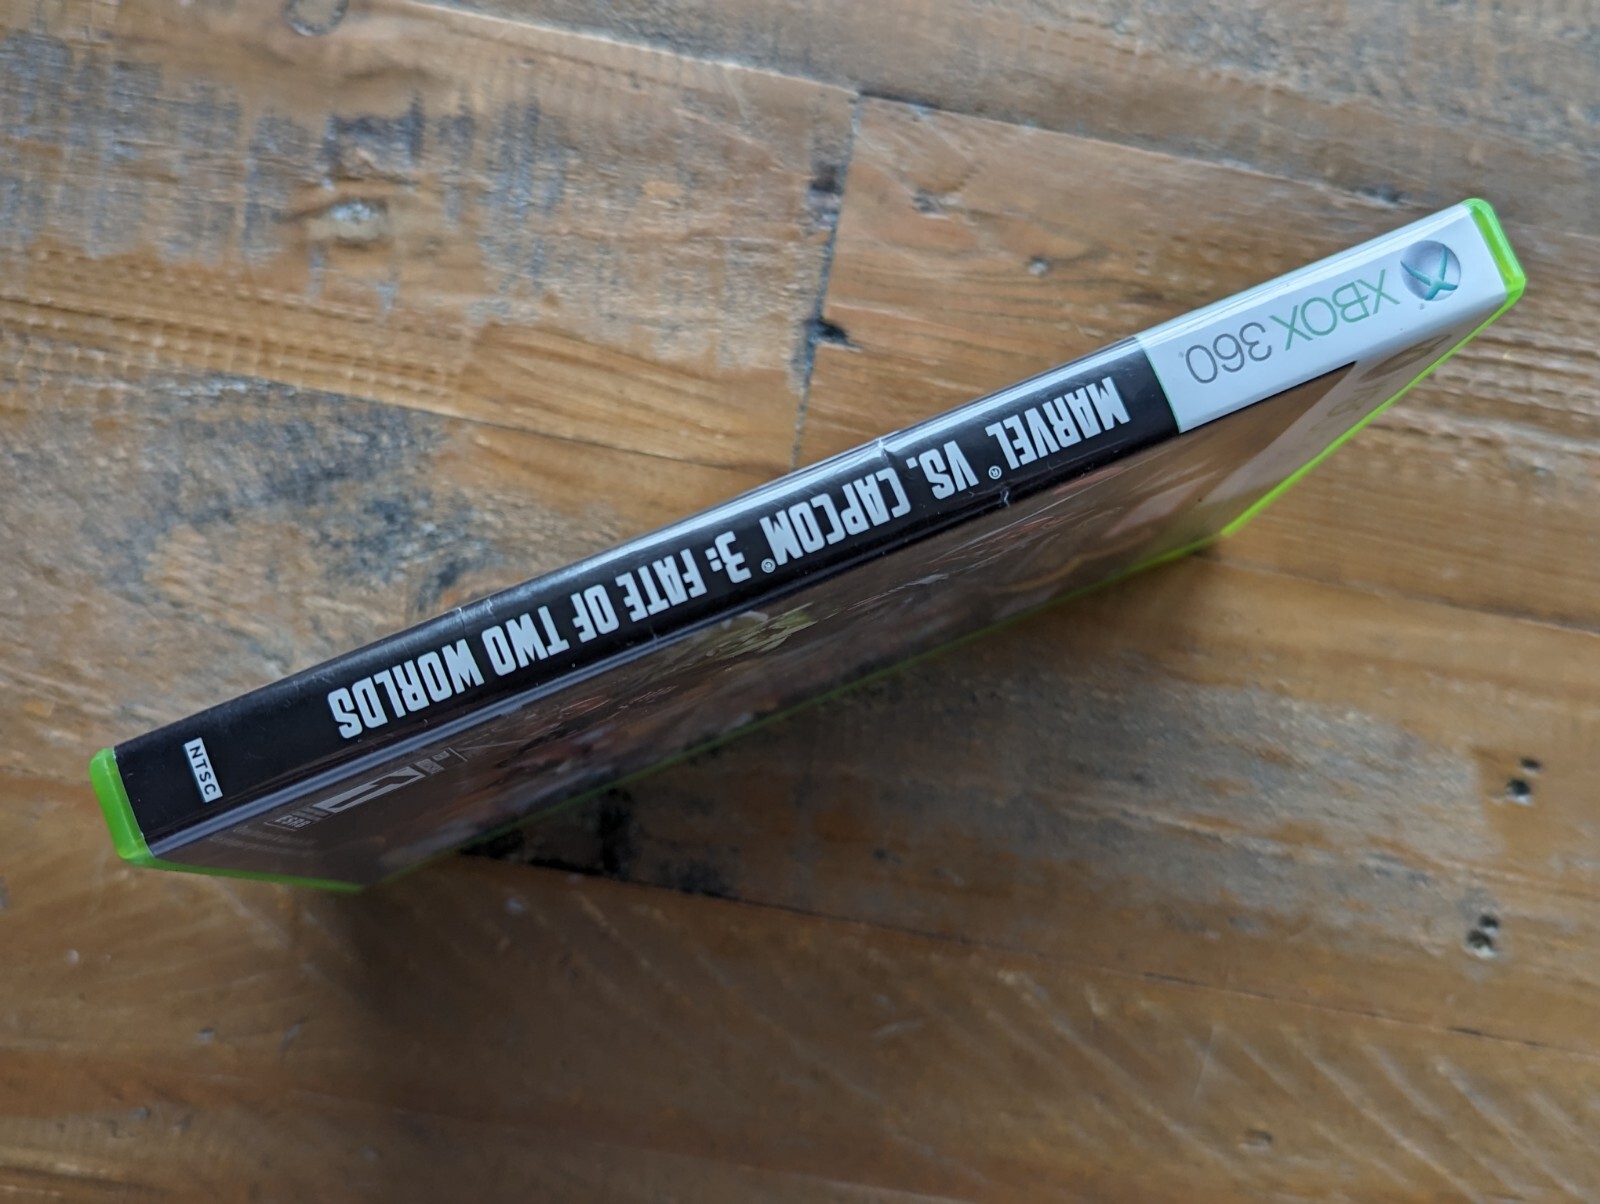 XBOX 360
MARVEL® VS. CAPCOM® 3: FATE OF TWO WORLDS
NTSC